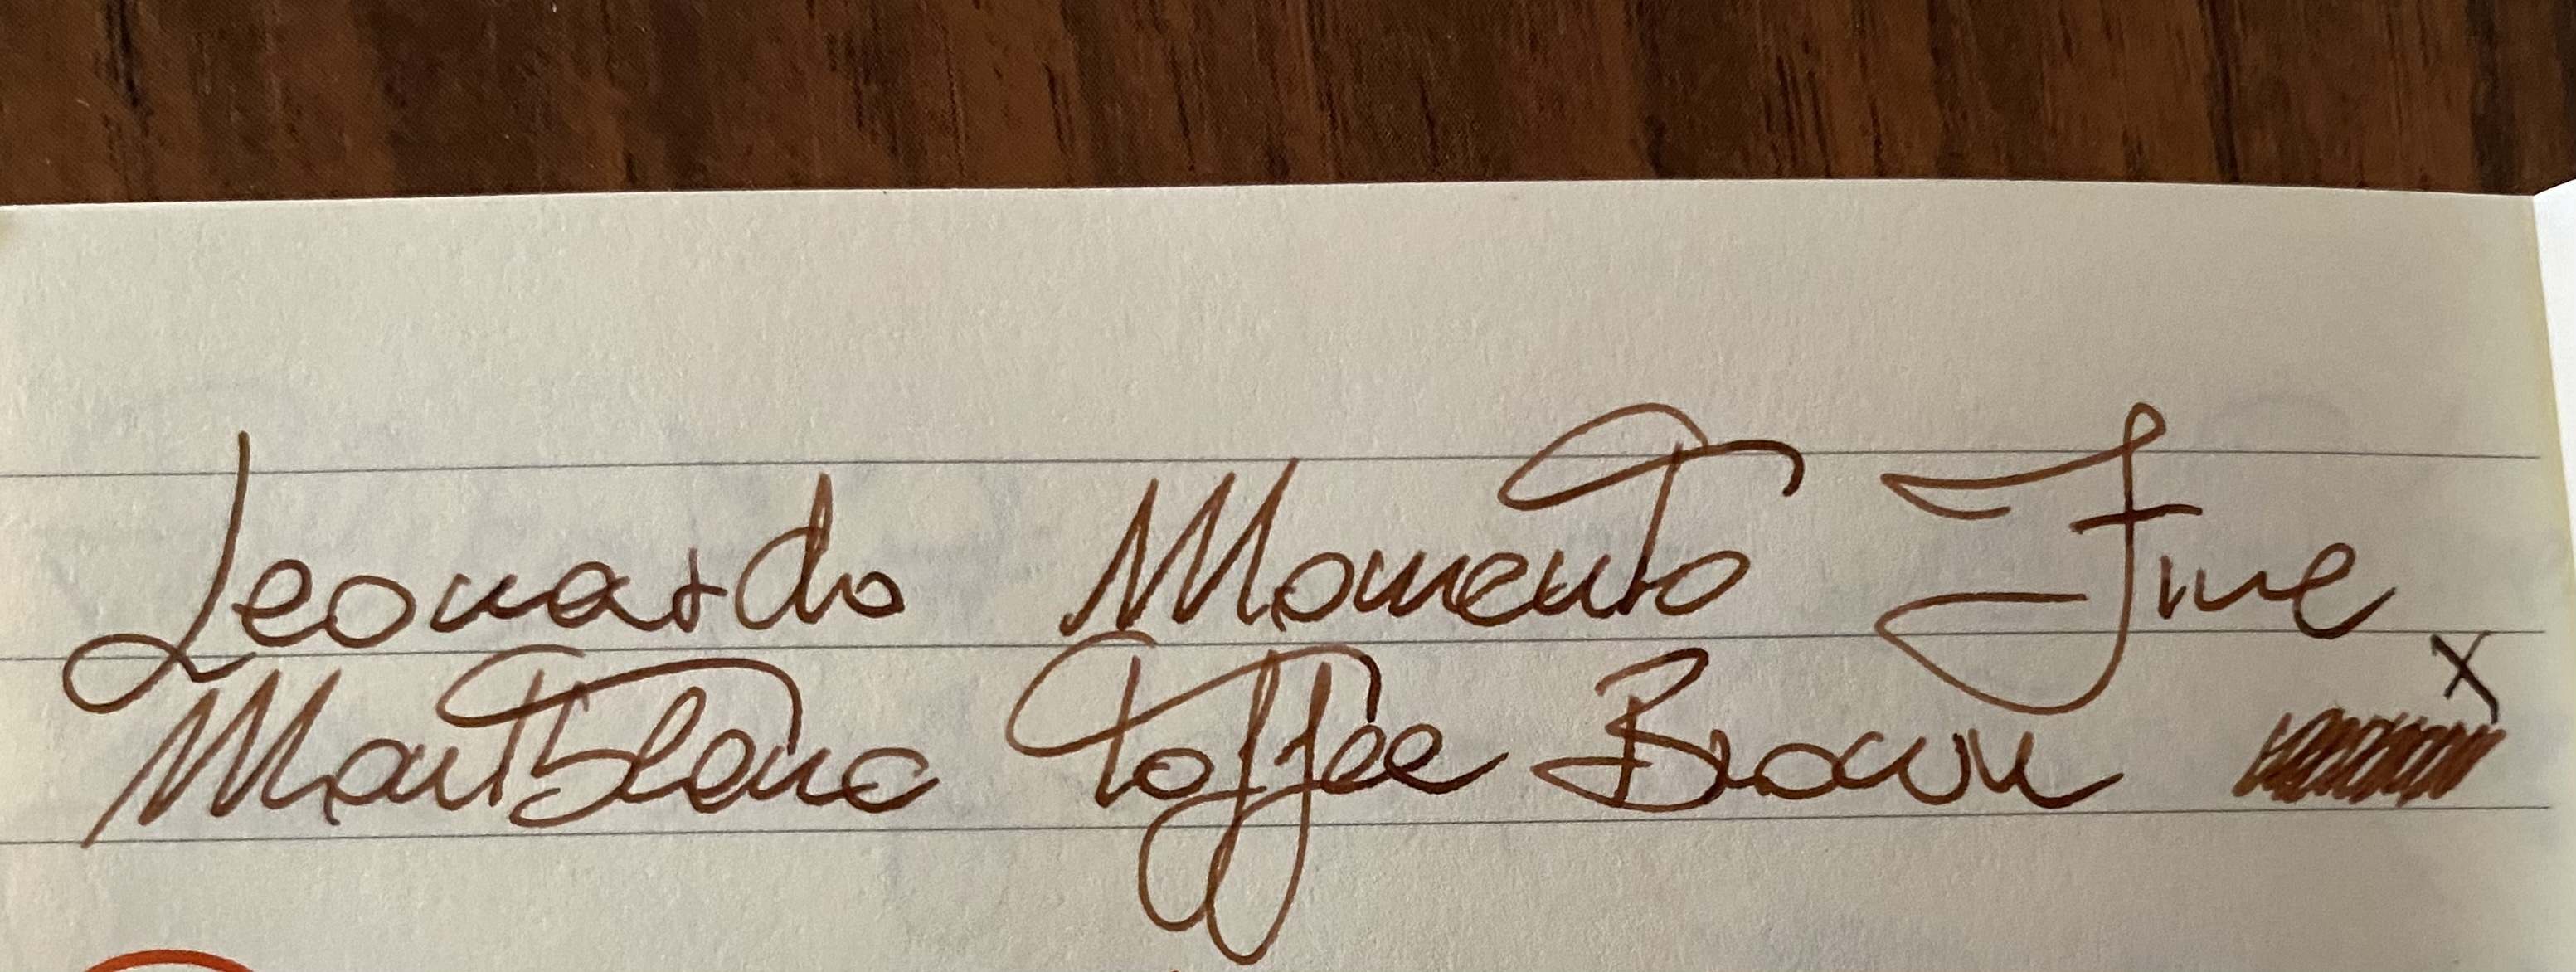 Leonardo Momento Fine
Montblanc Toffee Brown x